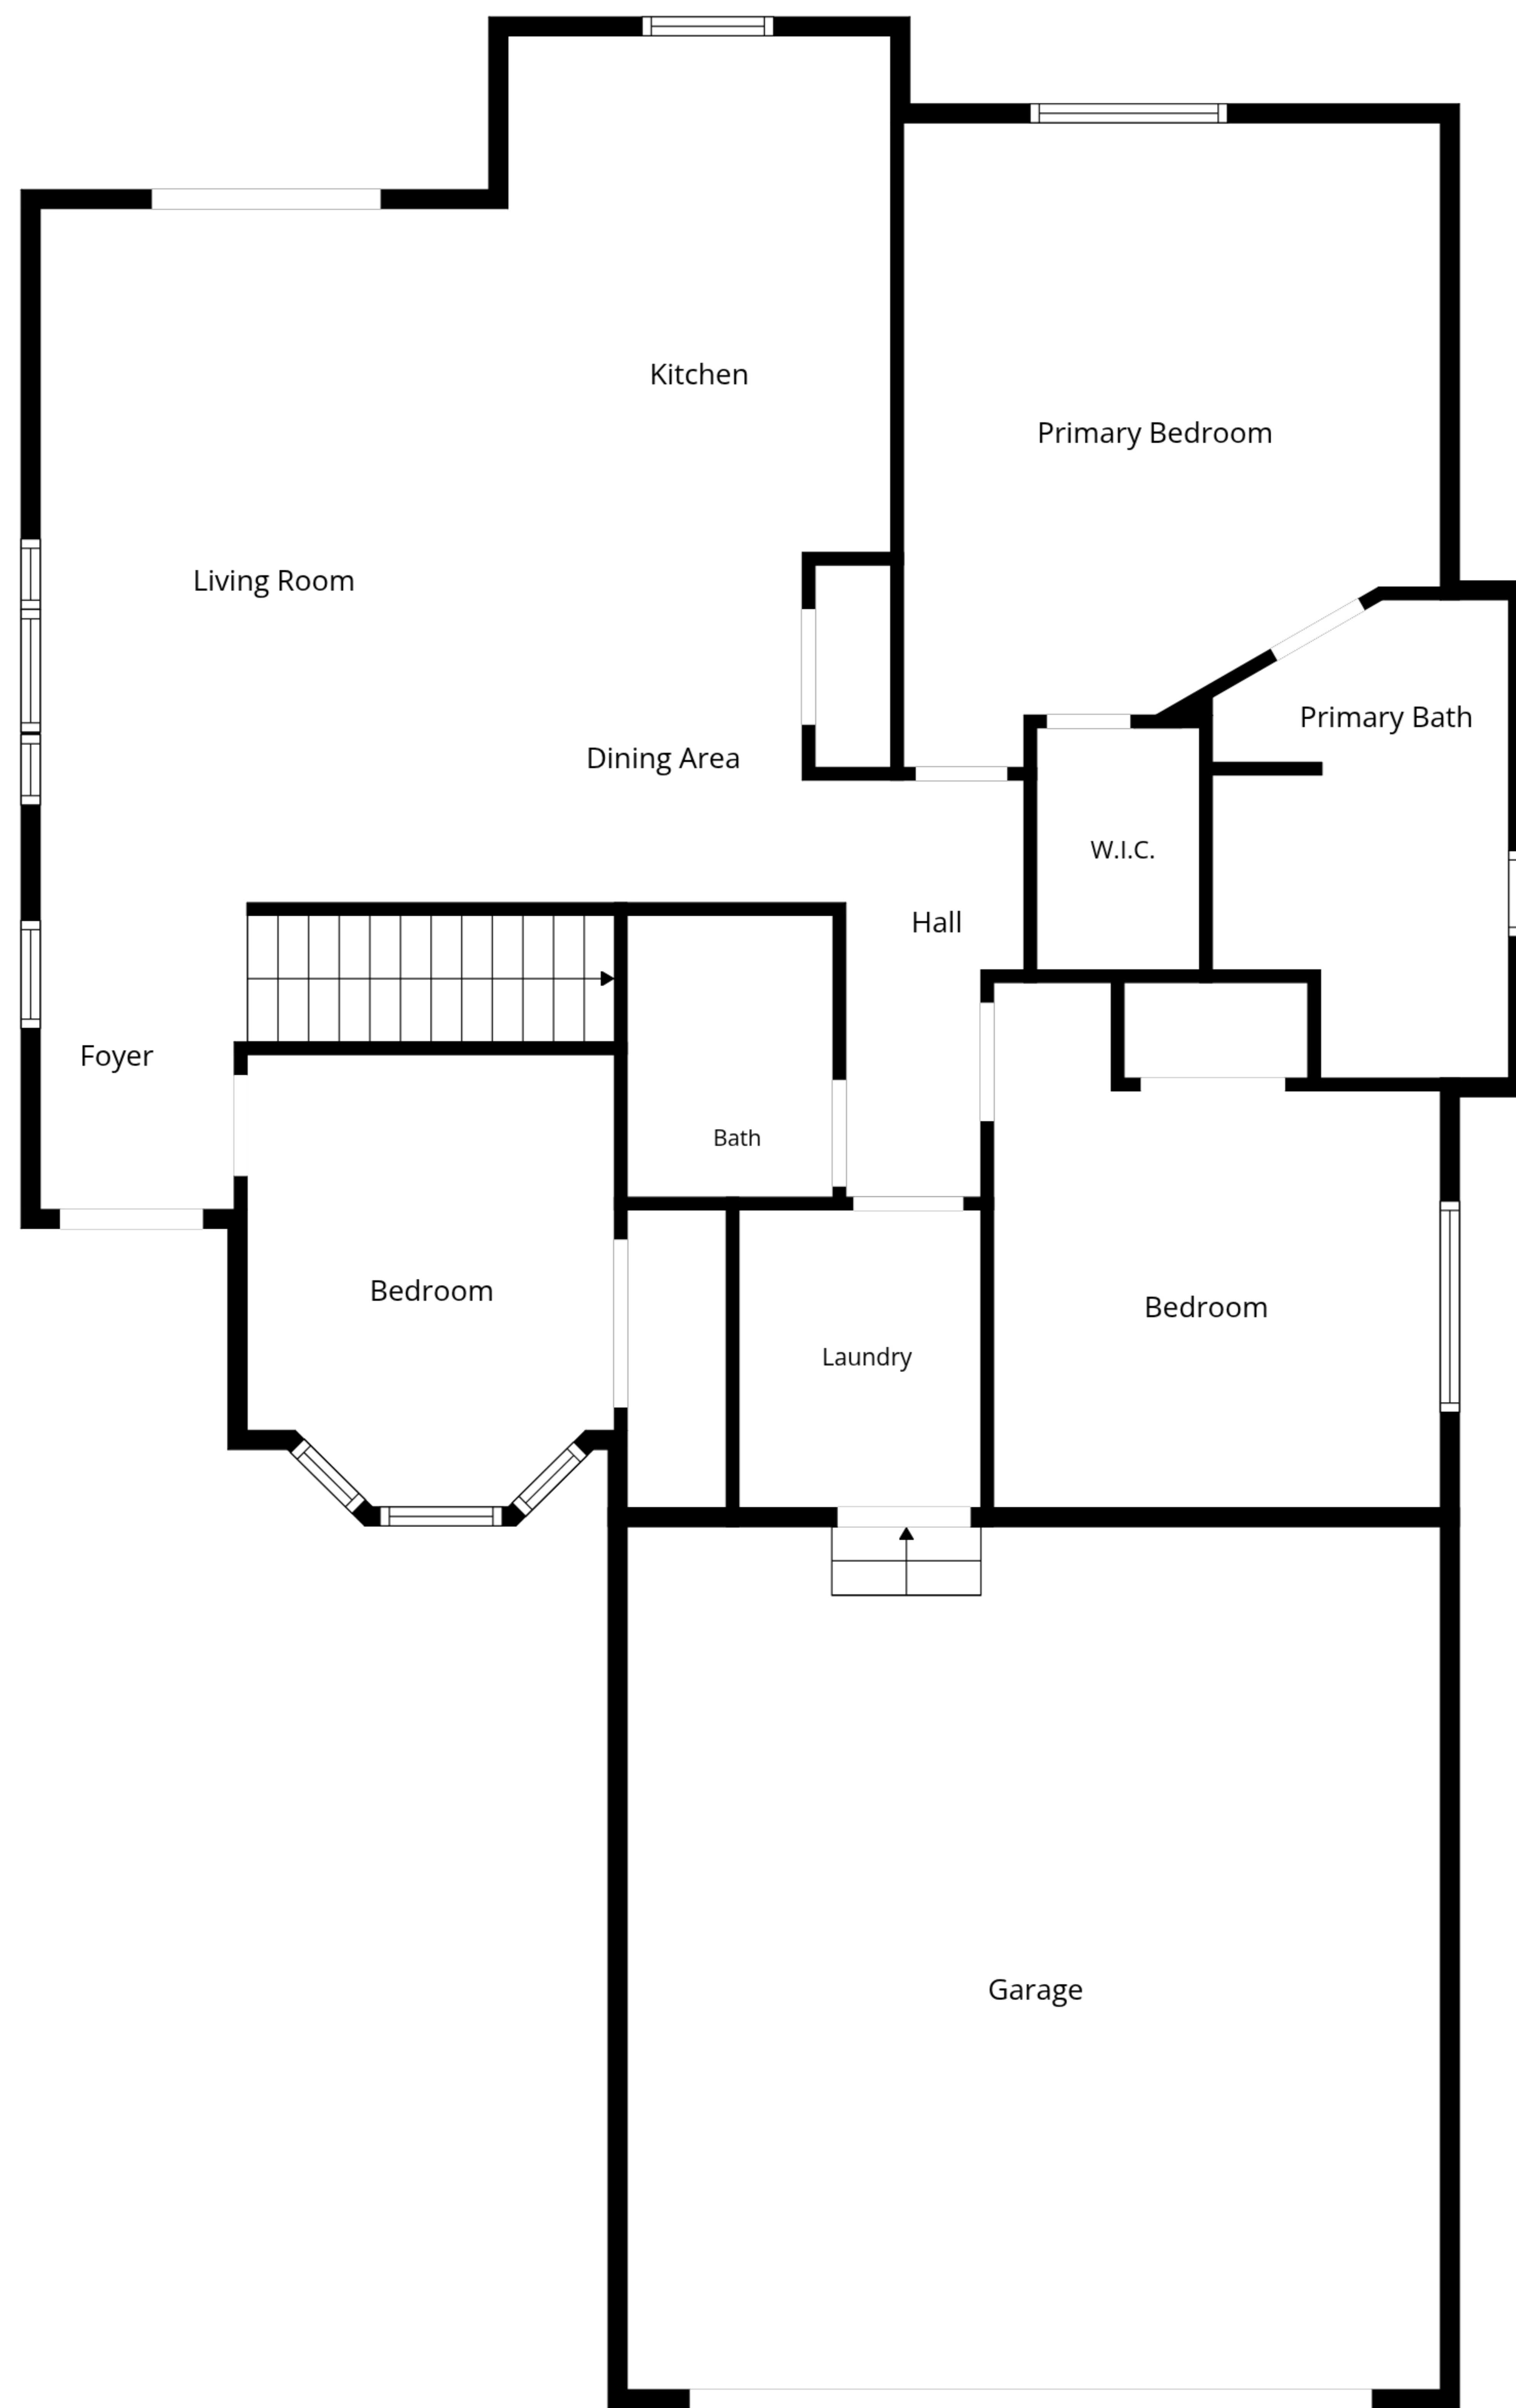 Kitchen
Primary Bedroom
Living Room
Primary Bath
Dining Area
W.I.C.
Hall
Foyer
Bath
Bedroom
Bedroom
Laundry
Garage